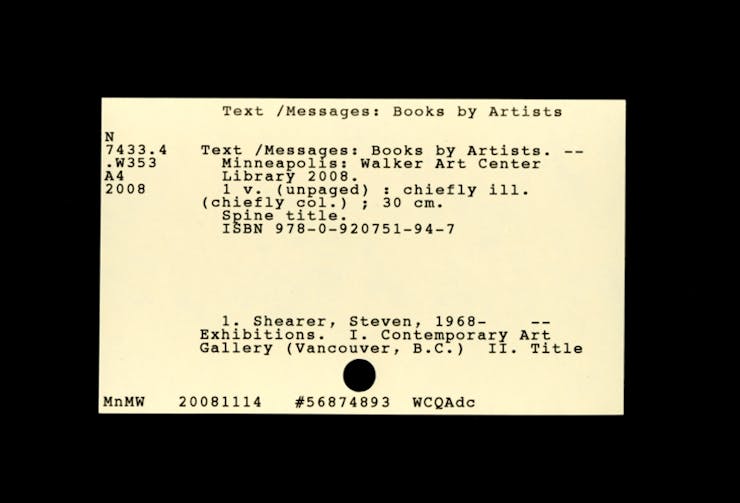 Text /Messages: Books by Artists
N
7433.4 Text /Messages: Books by Artists. --
.W353 Minneapolis: Walker Art Center
A4 Library 2008.
2008 1 v. (unpaged) : chiefly ill.
(chiefly col.) ; 30 cm.
Spine title.
ISBN 978-0-920751-94-7
1. Shearer, Steven, 1968- --
Exhibitions. I. Contemporary Art
Gallery (Vancouver, B.C.) II. Title
MnMW 20081114 #56874893 WCQAdc